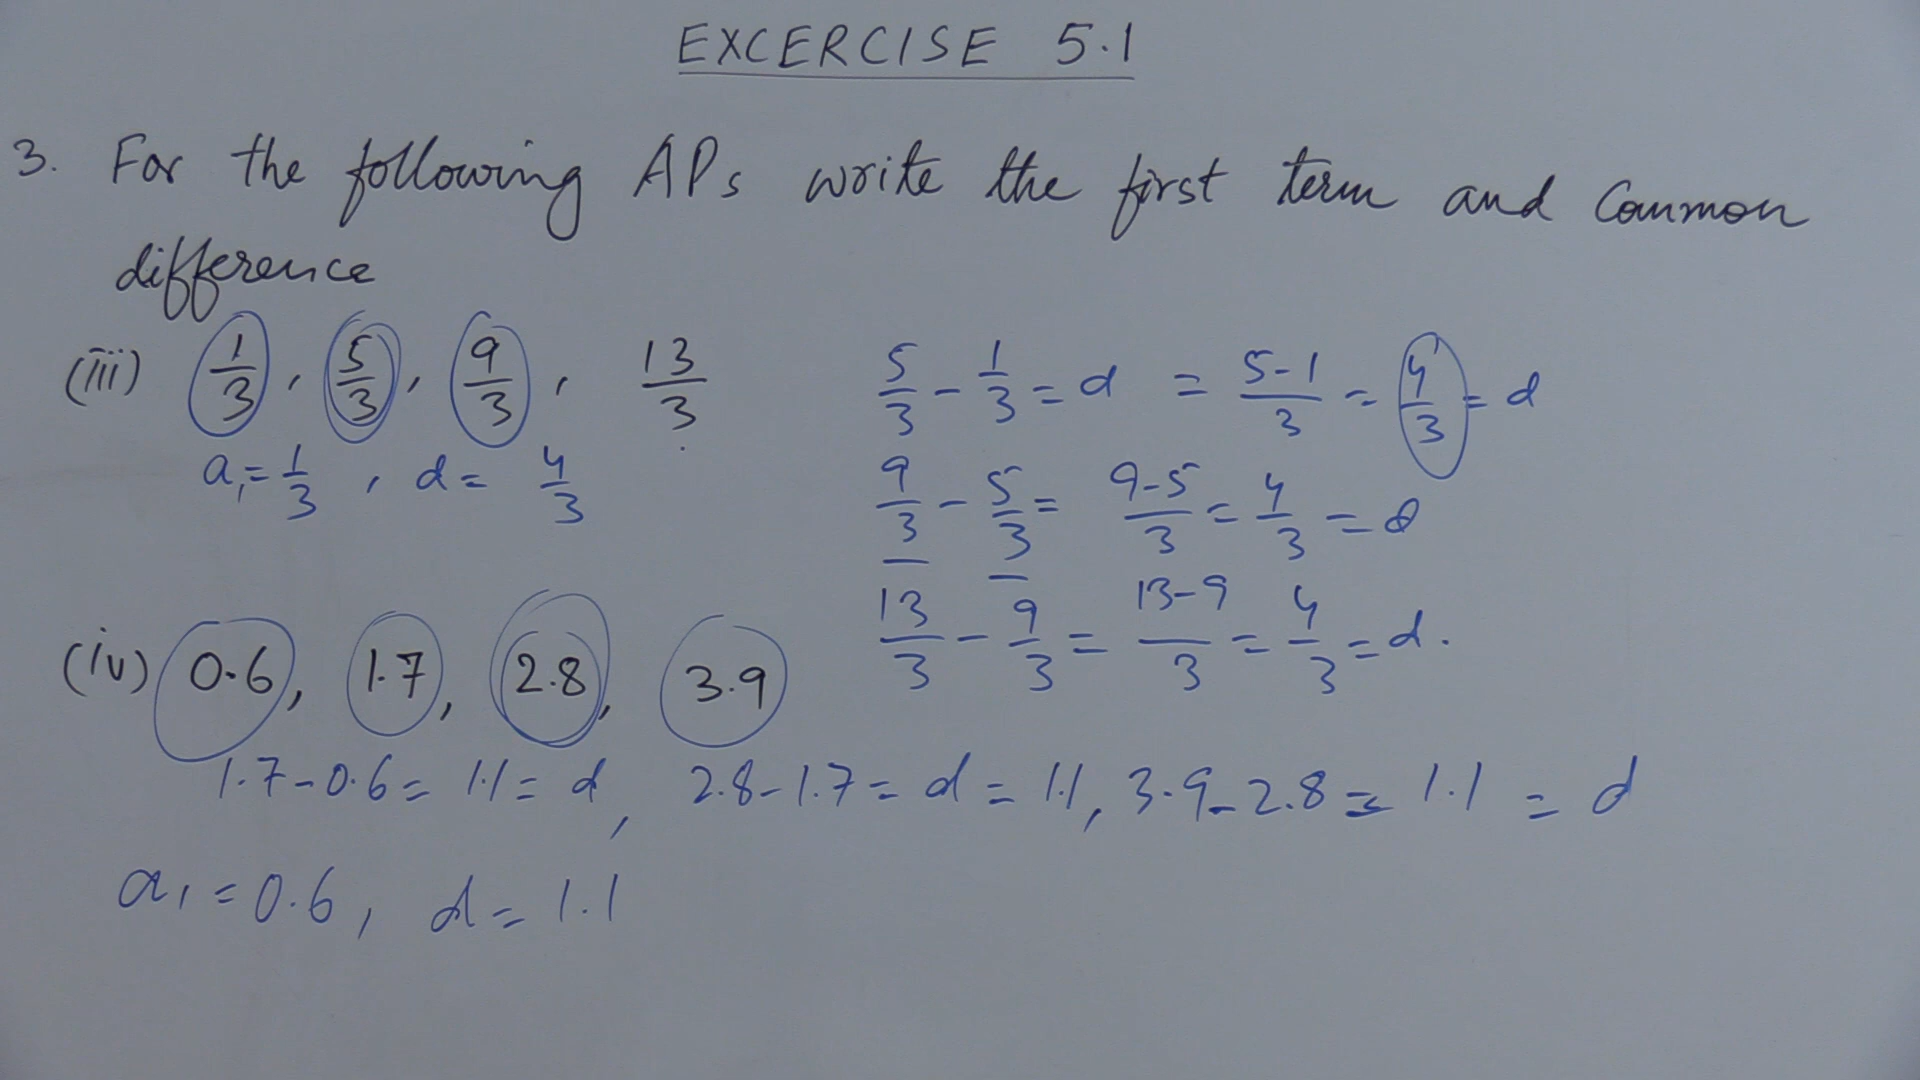 EXCERCISE 5.1
3. For the following APs write the first term and Common
difference
(iii) 1/3, 5/3, 9/3, 13/3
a₁ = 1/3, d = 4/3
5/3 - 1/3 = d = 5-1/3 = 4/3 = d
9/3 - 5/3 = 9-5/3 = 4/3 = d
13/3 - 9/3 = 13-9/3 = 4/3 = d.
(iv) 0.6, 1.7, 2.8, 3.9
1.7-0.6 = 1.1 = d, 2.8-1.7 = d = 1.1, 3.9-2.8 = 1.1 = d
a₁ = 0.6, d = 1.1